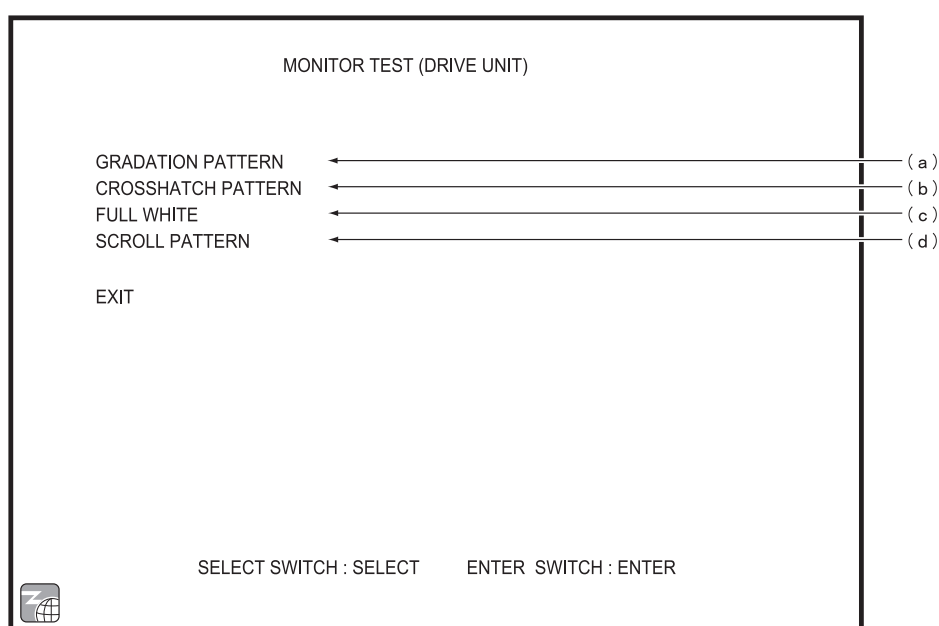 MONITOR TEST (DRIVE UNIT)
GRADATION PATTERN (a)
CROSSHATCH PATTERN (b)
FULL WHITE (c)
SCROLL PATTERN (d)
EXIT
SELECT SWITCH : SELECT ENTER SWITCH : ENTER